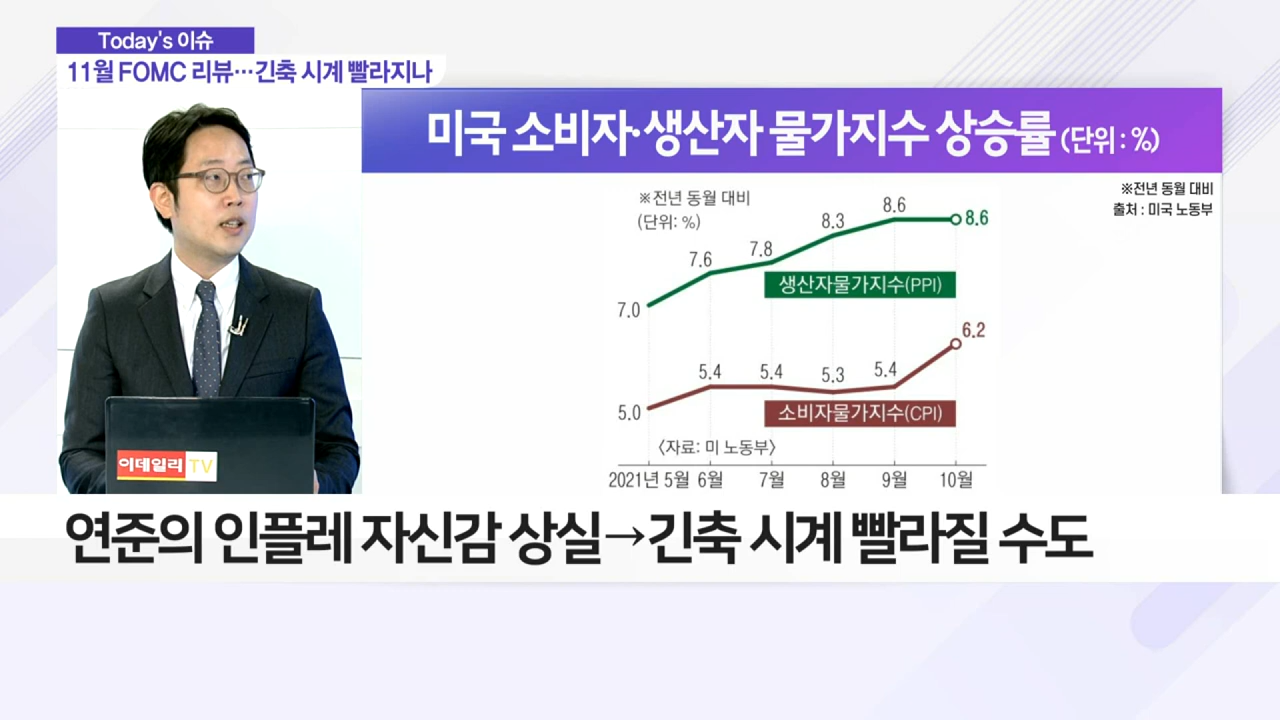 Today's 이슈
11월 FOMC 리뷰…긴축 시계 빨라지나
미국 소비자·생산자 물가지수 상승률 (단위 : %)
※전년 동월 대비
출처 : 미국 노동부
※전년 동월 대비
(단위: %)
7.0
7.6
7.8
8.3
8.6
8.6
생산자물가지수(PPI)
5.0
5.4
5.4
5.3
5.4
6.2
소비자물가지수(CPI)
〈자료: 미 노동부〉
2021년 5월 6월 7월 8월 9월 10월
이데일리 TV
연준의 인플레 자신감 상실→긴축 시계 빨라질 수도